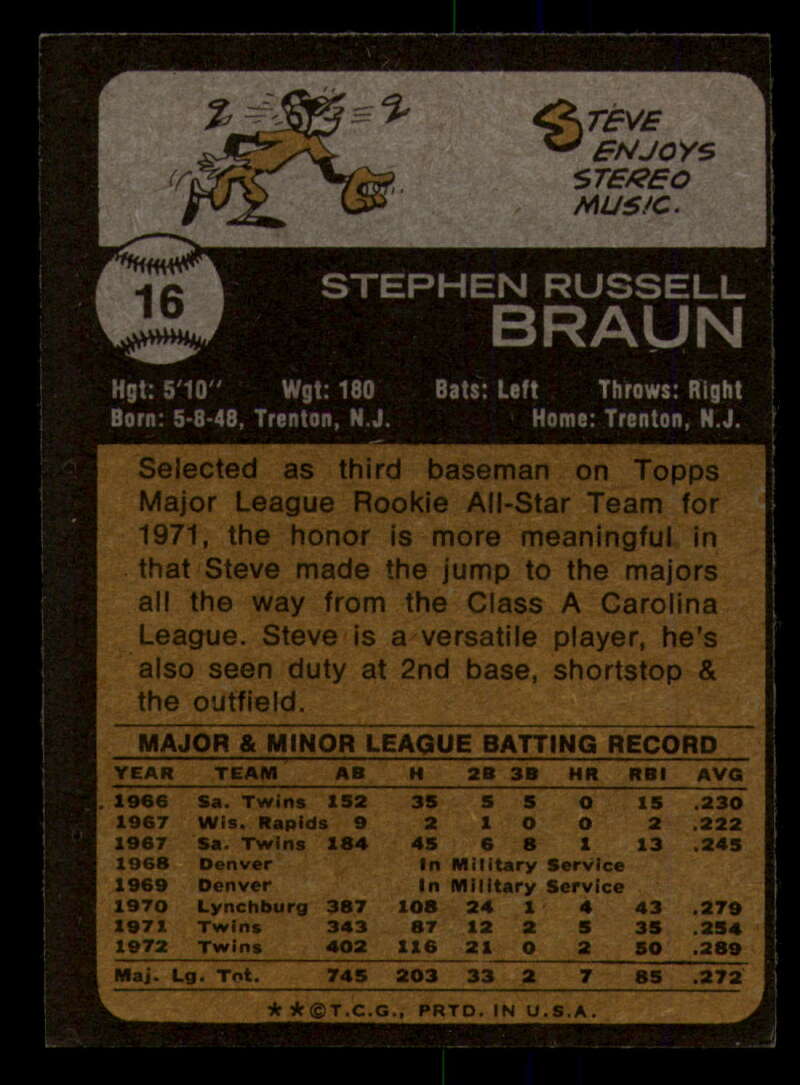 STEVE
ENJOYS
STEREO
MUSIC.
16
STEPHEN RUSSELL
BRAUN
Hgt: 5'10" Wgt: 180 Bats: Left Throws: Right
Born: 5-8-48, Trenton, N.J. Home: Trenton, N.J.
Selected as third baseman on Topps
Major League Rookie All-Star Team for
1971, the honor is more meaningful in
that Steve made the jump to the majors
all the way from the Class A Carolina
League. Steve is a versatile player, he's
also seen duty at 2nd base, shortstop &
the outfield.
MAJOR & MINOR LEAGUE BATTING RECORD
YEAR TEAM AB H 2B 3B HR RBI AVG
1966 Sa. Twins 152 35 5 5 0 15 .230
1967 Wis. Rapids 9 2 1 0 0 2 .222
1967 Sa. Twins 184 45 6 8 1 13 .245
1968 Denver In Military Service
1969 Denver In Military Service
1970 Lynchburg 387 108 24 1 4 43 .279
1971 Twins 343 87 12 2 5 35 .254
1972 Twins 402 116 21 0 2 50 .289
Maj. Lg. Tot. 745 203 33 2 7 85 .272
**©T.C.G., PRTD. IN U.S.A.